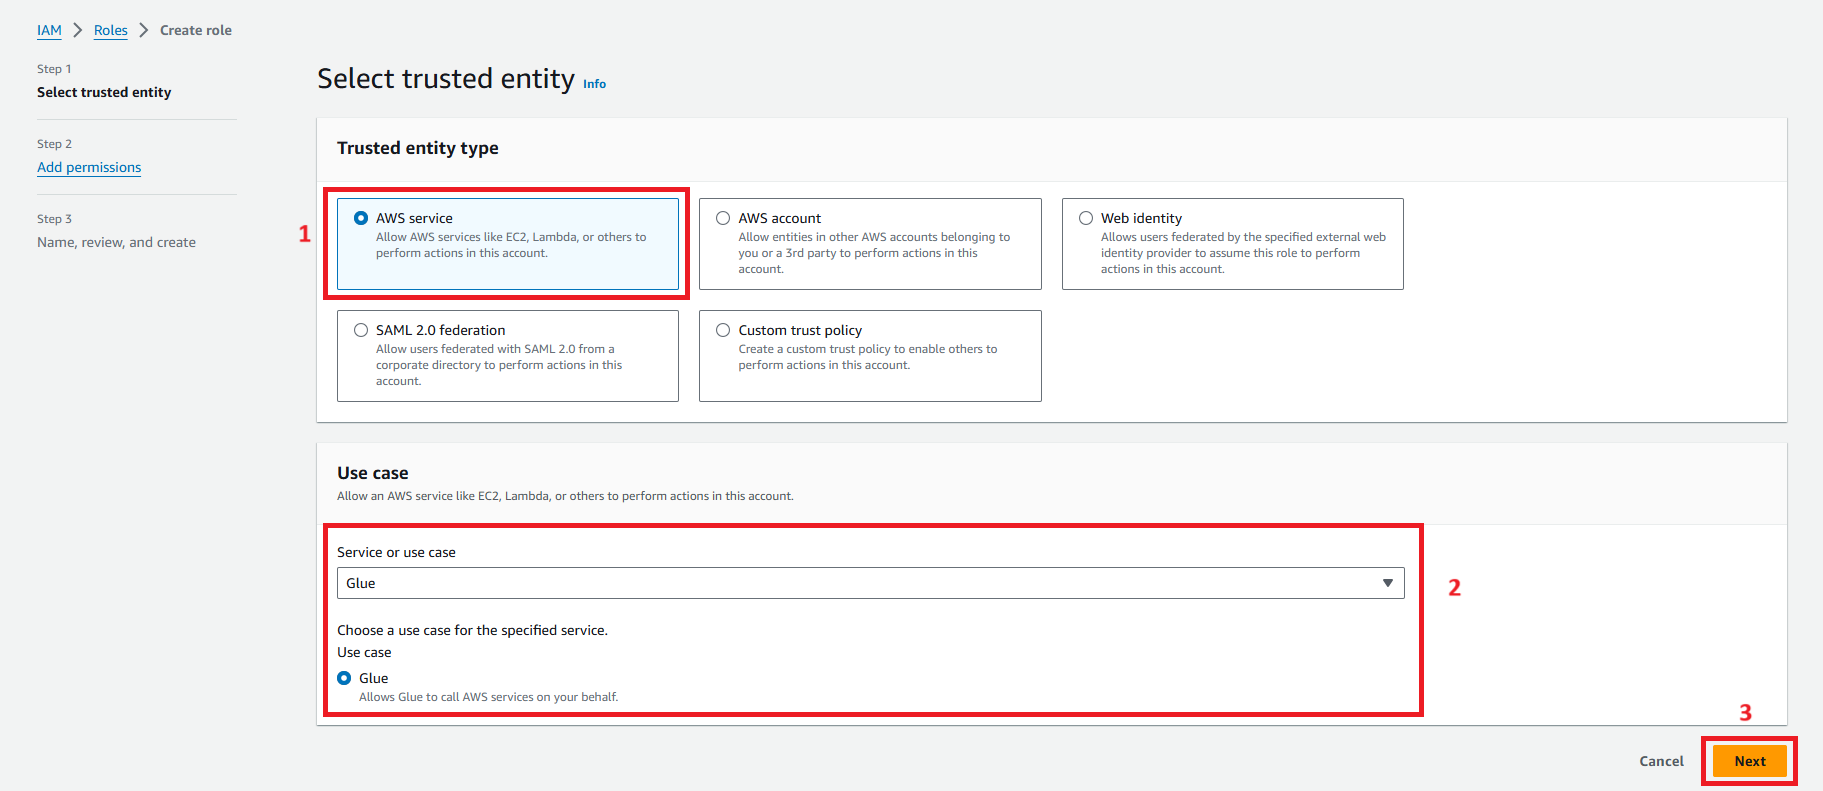 IAM > Roles > Create role
Step 1
Select trusted entity
Step 2
Add permissions
Step 3
Name, review, and create
Select trusted entity Info
Trusted entity type
1
AWS service
Allow AWS services like EC2, Lambda, or others to
perform actions in this account.
AWS account
Allow entities in other AWS accounts belonging to
you or a 3rd party to perform actions in this
account.
Web identity
Allows users federated by the specified external web
identity provider to assume this role to perform
actions in this account.
SAML 2.0 federation
Allow users federated with SAML 2.0 from a
corporate directory to perform actions in this
account.
Custom trust policy
Create a custom trust policy to enable others to
perform actions in this account.
Use case
Allow an AWS service like EC2, Lambda, or others to perform actions in this account.
Service or use case
Glue
2
Choose a use case for the specified service.
Use case
Glue
Allows Glue to call AWS services on your behalf.
3
Cancel
Next